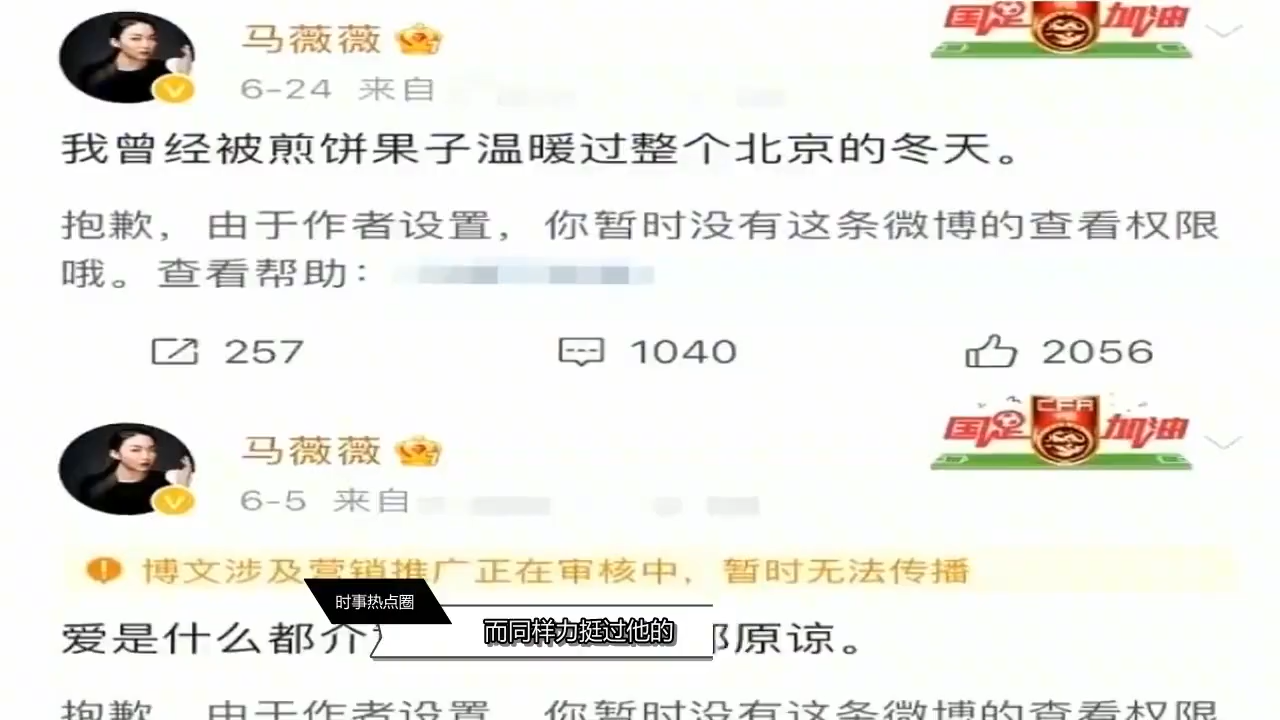 马薇薇
国足 加油
6-24 来自
我曾经被煎饼果子温暖过整个北京的冬天。
抱歉，由于作者设置，你暂时没有这条微博的查看权限
哦。查看帮助：
257
1040
2056
马薇薇
CFA
国足 加油
6-5 来自
博文涉及营销推广正在审核中，暂时无法传播
时事热点圈
爱是什么都介
而同样力挺过他的
原谅。
抱歉，由于作者设置，你暂时没有这条微博的查看权限